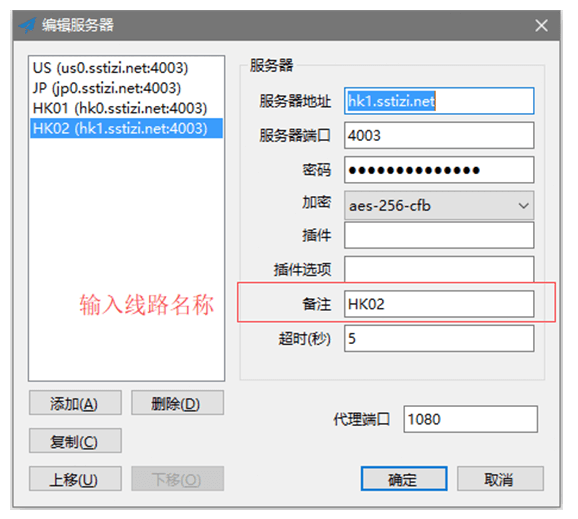 编辑服务器
US (us0.sstizi.net:4003)
JP (jp0.sstizi.net:4003)
HK01 (hk0.sstizi.net:4003)
HK02 (hk1.sstizi.net:4003)
输入线路名称
服务器
服务器地址 hk1.sstizi.net
服务器端口 4003
密码 ●●●●●●●●●●●●●●
加密 aes-256-cfb
插件
插件选项
备注 HK02
超时(秒) 5
添加(A) 删除(D)
复制(C)
上移(U) 下移(O)
代理端口 1080
确定 取消